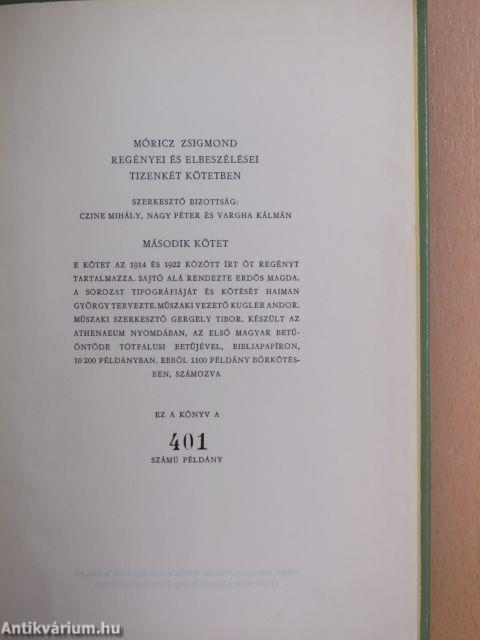 MÓRICZ ZSIGMOND
REGÉNYEI ÉS ELBESZÉLÉSEI
TIZENKÉT KÖTETBEN
SZERKESZTŐ BIZOTTSÁG:
CZINE MIHÁLY, NAGY PÉTER ÉS VARGHA KÁLMÁN
MÁSODIK KÖTET
E KÖTET AZ 1914 ÉS 1922 KÖZÖTT ÍRT ÖT REGÉNYT
TARTALMAZZA. SAJTÓ ALÁ RENDEZTE ERDŐS MAGDA.
A SOROZAT TIPOGRÁFIÁJÁT ÉS KÖTÉSÉT HAIMAN
GYÖRGY TERVEZTE. MŰSZAKI VEZETŐ KUGLER ANDOR.
MŰSZAKI SZERKESZTŐ GERGELY TIBOR. KÉSZÜLT AZ
ATHENAEUM NYOMDÁBAN, AZ ELSŐ MAGYAR BETŰ-
ÖNTÖDE TÓTFALUSI BETŰJÉVEL, BIBLIAPAPÍRON,
10 200 PÉLDÁNYBAN. EBBŐL 1100 PÉLDÁNY BŐRKÖTÉS-
BEN, SZÁMOZVA
EZ A KÖNYV A
401
SZÁMÚ PÉLDÁNY
Antikvárium.hu